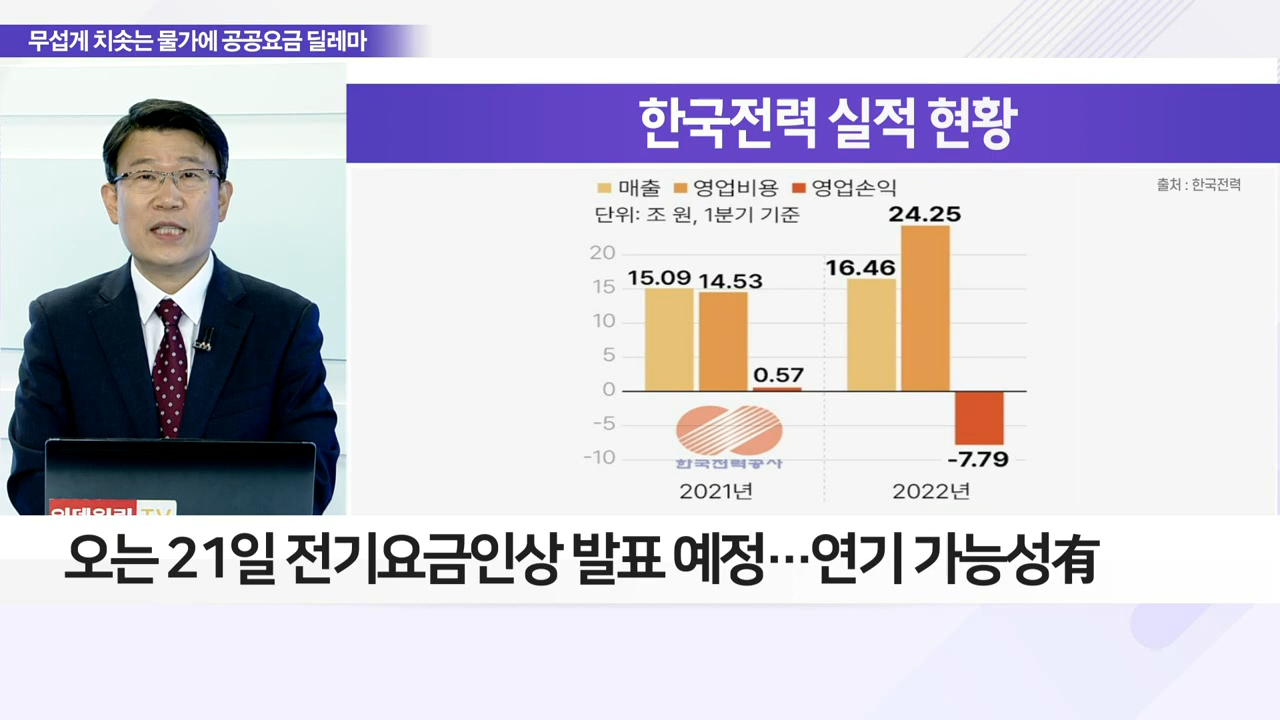 무섭게 치솟는 물가에 공공요금 딜레마
한국전력 실적 현황
매출 영업비용 영업손익
출처 : 한국전력
단위: 조 원, 1분기 기준
24.25
20
16.46
15.09 14.53
15
10
5
0.57
0
-5
-10
-7.79
한국전력공사
2021년 2022년
이데일리 TV
오는 21일 전기요금인상 발표 예정…연기 가능성有